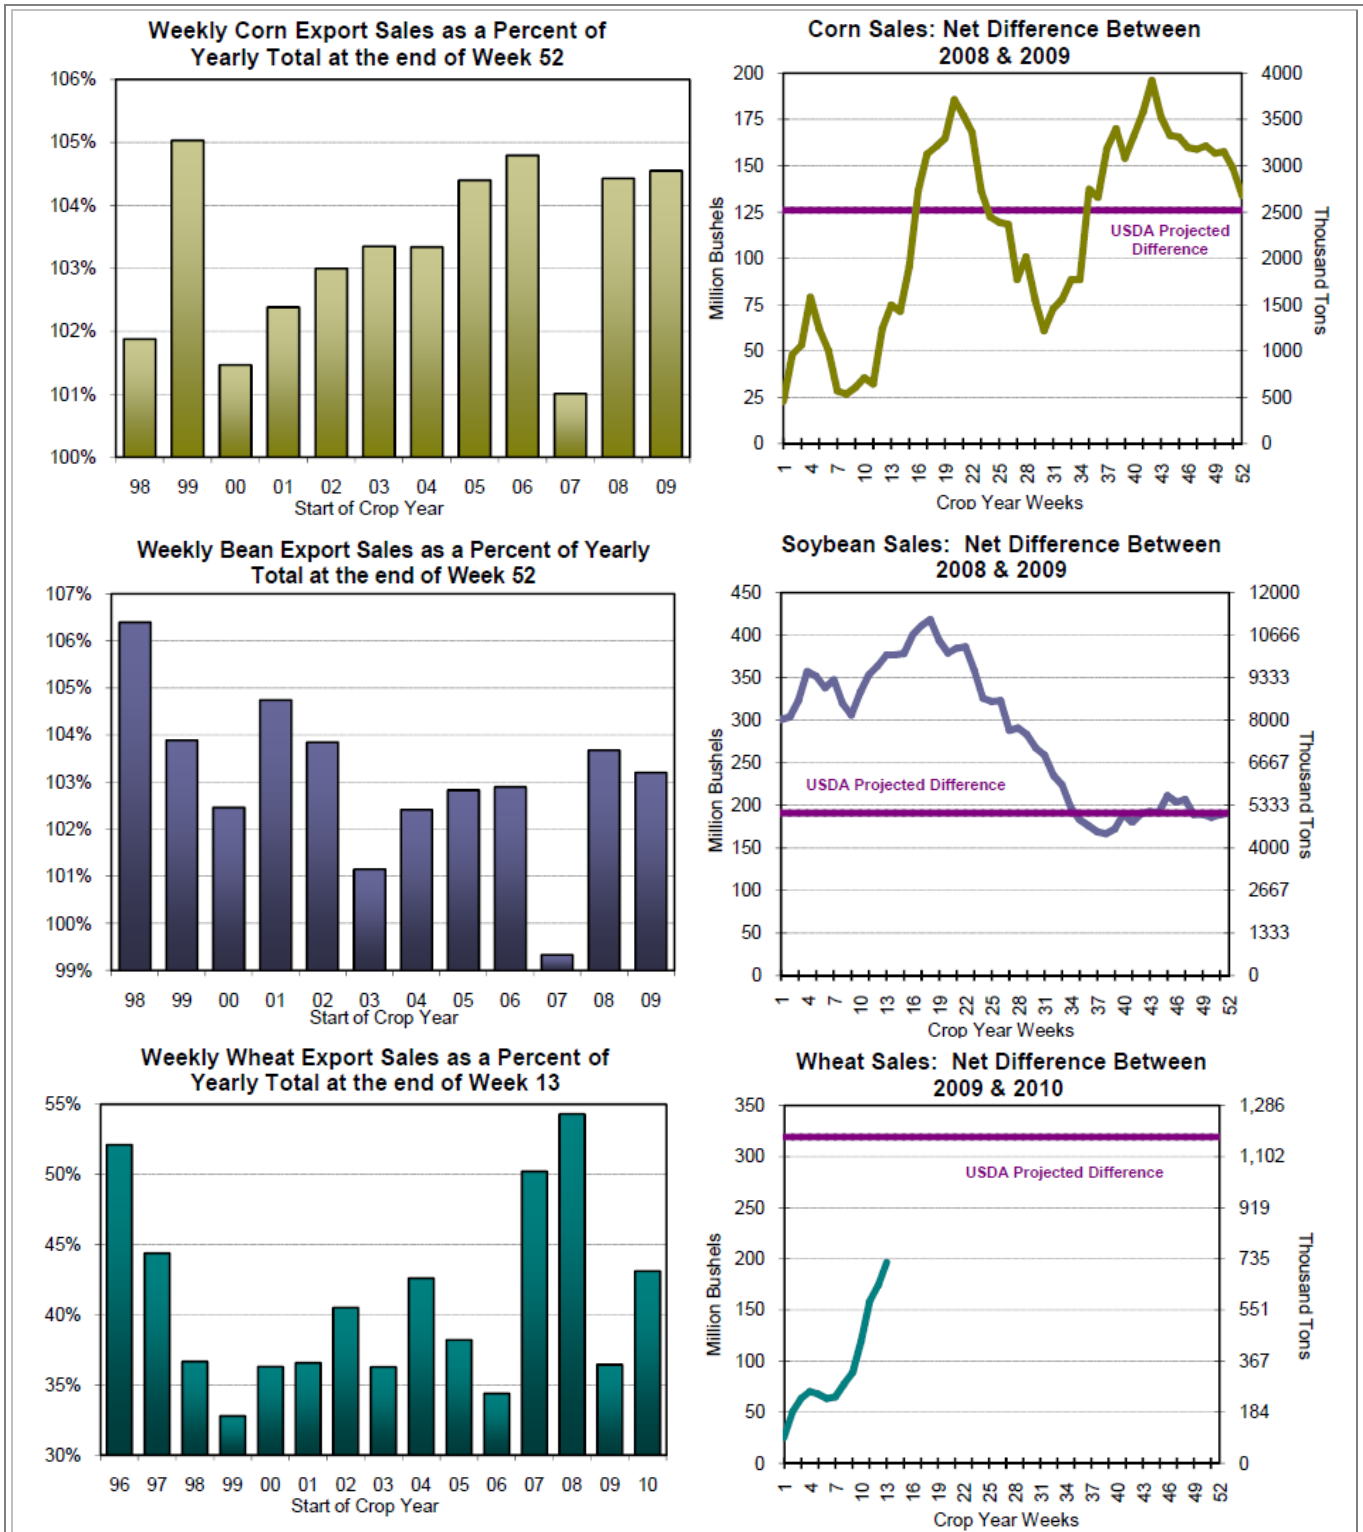 Weekly Corn Export Sales as a Percent of
Yearly Total at the end of Week 52
106%
105%
104%
103%
102%
101%
100%
98 99 00 01 02 03 04 05 06 07 08 09
Start of Crop Year
Corn Sales: Net Difference Between
2008 & 2009
200
175
150
125
100
75
50
25
0
Million Bushels
4000
3500
3000
2500
2000
1500
1000
500
0
Thousand Tons
USDA Projected
Difference
1 4 7 10 13 16 19 22 25 28 31 34 37 40 43 46 49 52
Crop Year Weeks
Weekly Bean Export Sales as a Percent of Yearly
Total at the end of Week 52
107%
106%
105%
104%
103%
102%
101%
100%
99%
98 99 00 01 02 03 04 05 06 07 08 09
Start of Crop Year
Soybean Sales: Net Difference Between
2008 & 2009
450
400
350
300
250
200
150
100
50
0
Million Bushels
12000
10666
9333
8000
6667
5333
4000
2667
1333
0
Thousand Tons
USDA Projected Difference
1 4 7 10 13 16 19 22 25 28 31 34 37 40 43 46 49 52
Crop Year Weeks
Weekly Wheat Export Sales as a Percent of
Yearly Total at the end of Week 13
55%
50%
45%
40%
35%
30%
96 97 98 99 00 01 02 03 04 05 06 07 08 09 10
Start of Crop Year
Wheat Sales: Net Difference Between
2009 & 2010
350
300
250
200
150
100
50
0
Million Bushels
1,286
1,102
919
735
551
367
184
0
Thousand Tons
USDA Projected Difference
1 4 7 10 13 16 19 22 25 28 31 34 37 40 43 46 49 52
Crop Year Weeks